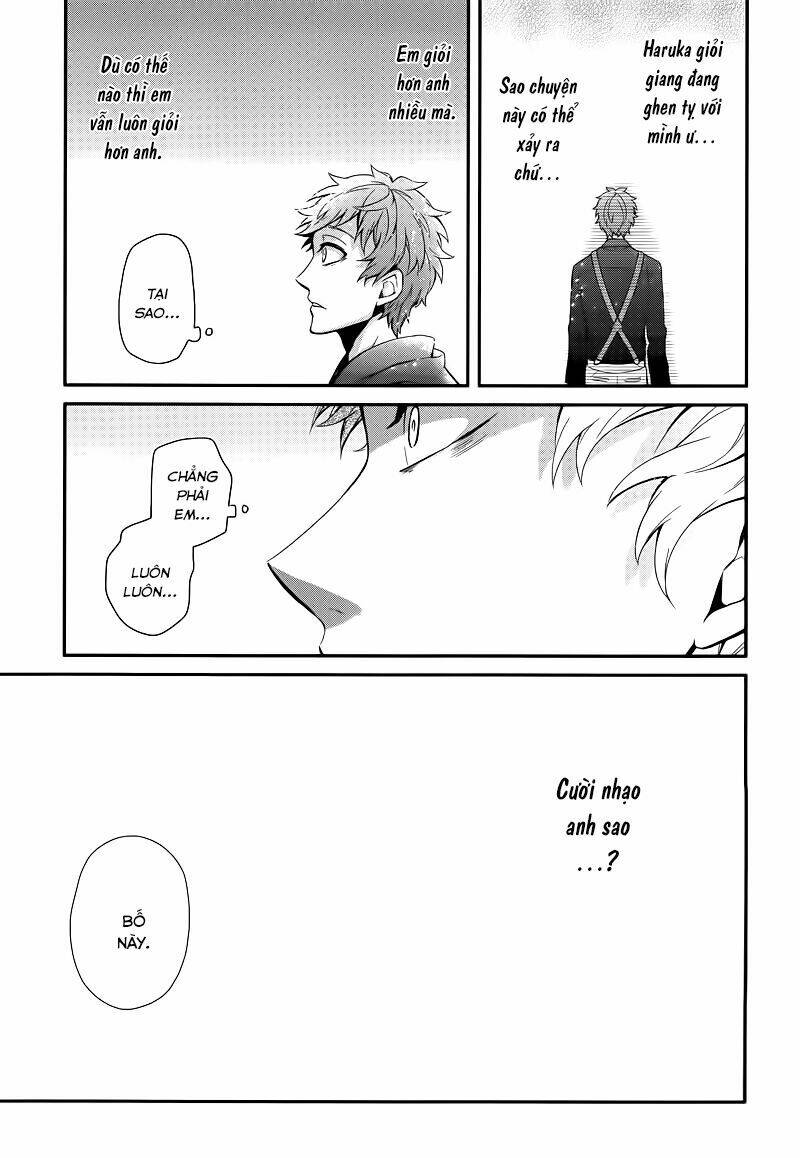 Haruka giỏi
giang đang
ghen tỵ với
mình ư...
Sao chuyện
này có thể
xảy ra
chứ...
Em giỏi
hơn anh
nhiều mà.
Dù có thế
nào thì em
vẫn luôn giỏi
hơn anh.
TẠI
SAO...
CHẲNG
PHẢI
EM...
LUÔN
LUÔN...
Cười nhạo
anh sao
...?
BỐ
NÀY.